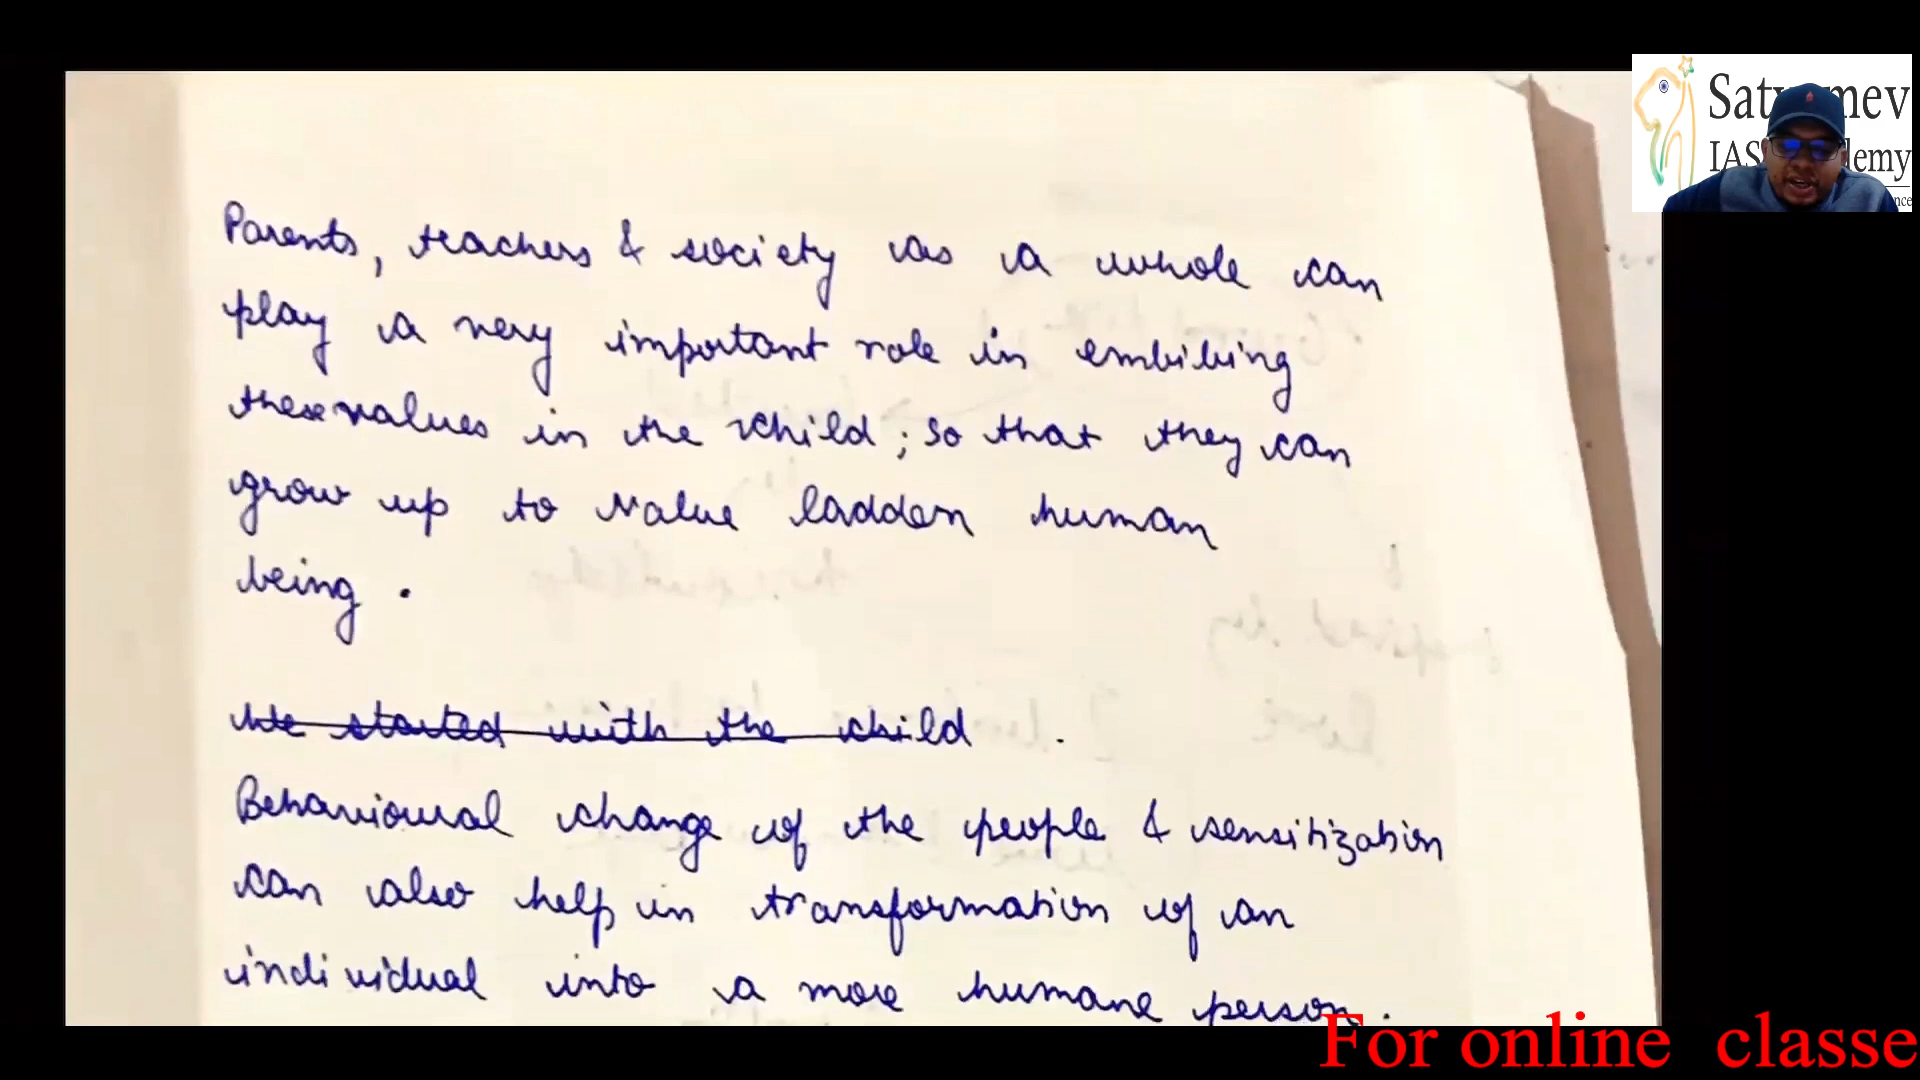 Parents, teachers & society as a whole can
play a very important role in embibing
these values in the child; so that they can
grow up to value ladden human
being.
We started with the child.
Behavioural change of the people & sensitization
can also help in transformation of an
individual into a more humane person.
For online classe